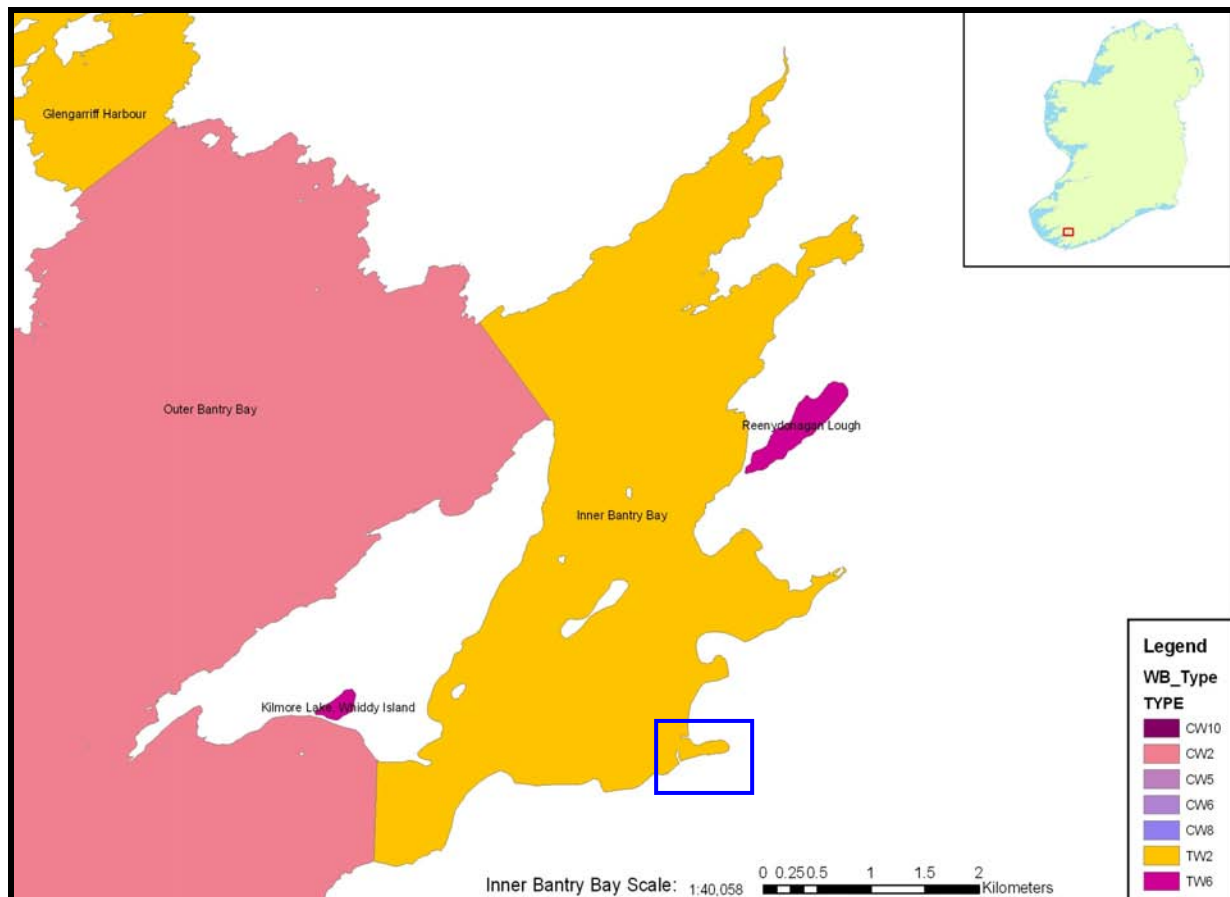 Glengarriff Harbour
Outer Bantry Bay
Reenydonagan Lough
Inner Bantry Bay
Kilmore Lake, Whiddy Island
Legend
WB_Type
TYPE
CW10
CW2
CW5
CW6
CW8
TW2
TW6
Inner Bantry Bay Scale: 1:40,058
0 0.25 0.5 1 1.5 2 Kilometers